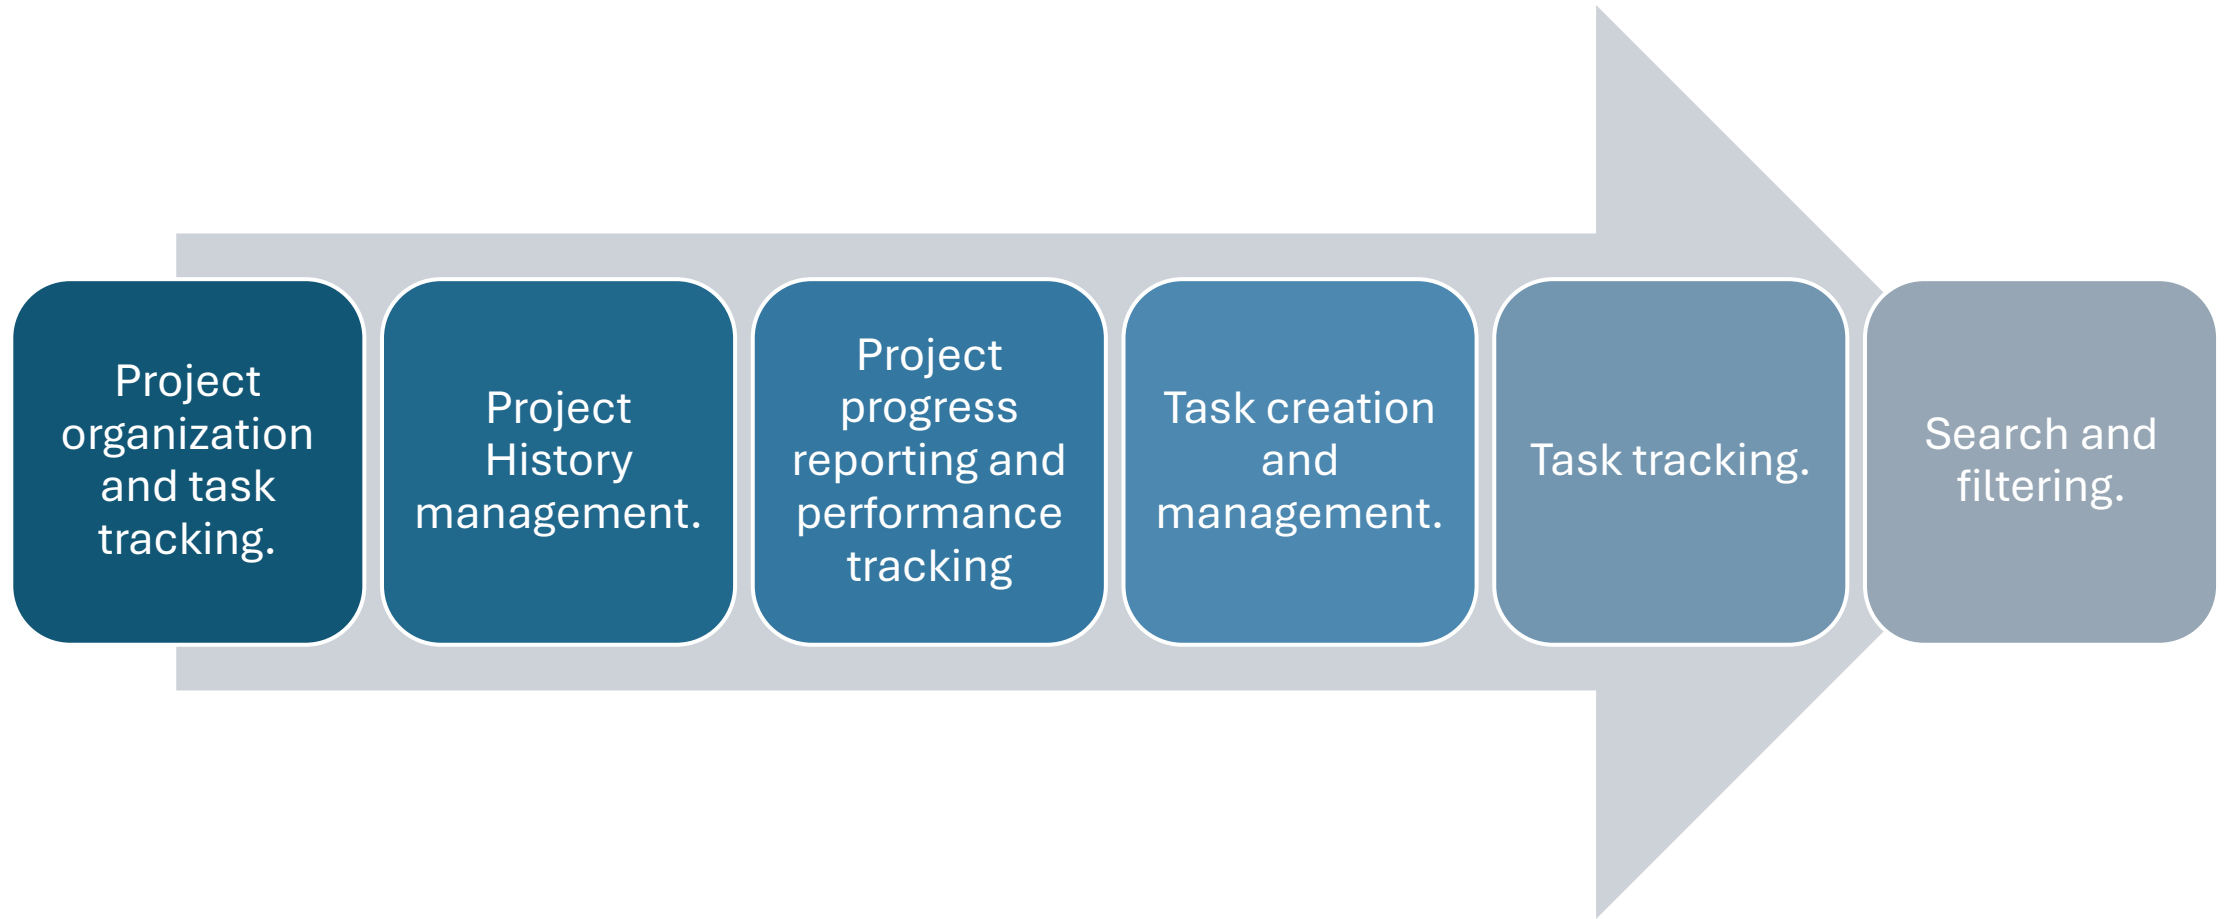 Project
organization
and task
tracking.
Project
History
management.
Project
progress
reporting and
performance
tracking
Task creation
and
management.
Task tracking.
Search and
filtering.